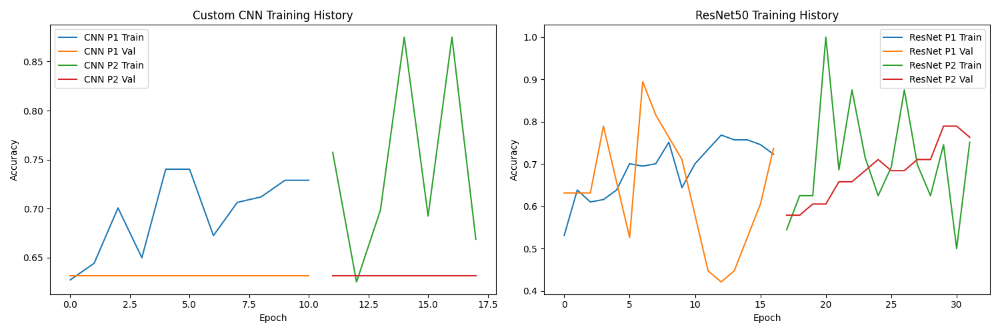 Custom CNN Training History
CNN P1 Train
CNN P1 Val
CNN P2 Train
CNN P2 Val
Accuracy
0.85
0.80
0.75
0.70
0.65
0.0 2.5 5.0 7.5 10.0 12.5 15.0 17.5
Epoch
ResNet50 Training History
ResNet P1 Train
ResNet P1 Val
ResNet P2 Train
ResNet P2 Val
Accuracy
1.0
0.9
0.8
0.7
0.6
0.5
0.4
0 5 10 15 20 25 30
Epoch